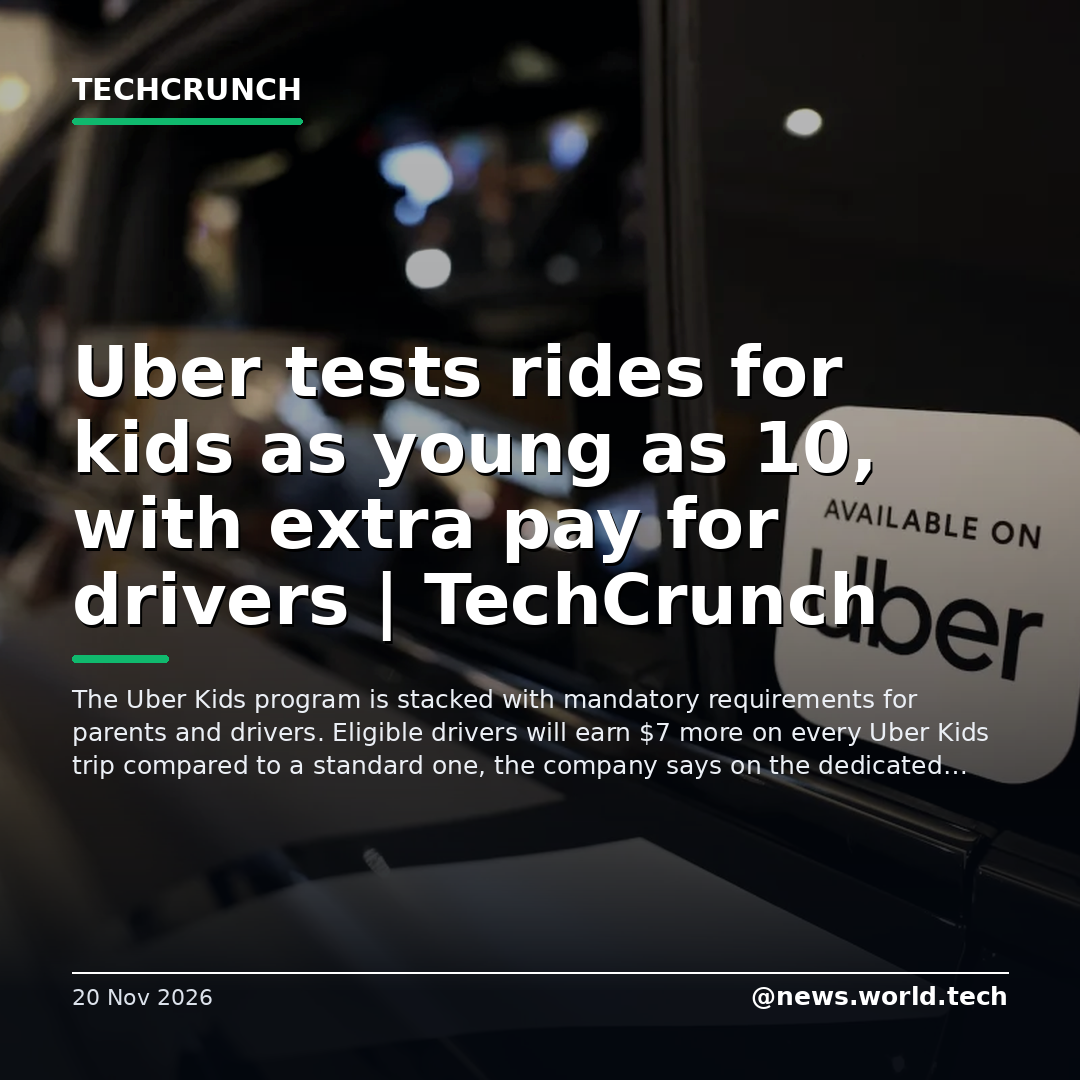 TECHCRUNCH
Uber tests rides for
kids as young as 10,
with extra pay for
drivers | TechCrunch
AVAILABLE ON
Uber
The Uber Kids program is stacked with mandatory requirements for
parents and drivers. Eligible drivers will earn $7 more on every Uber Kids
trip compared to a standard one, the company says on the dedicated...
20 Nov 2026
@news.world.tech